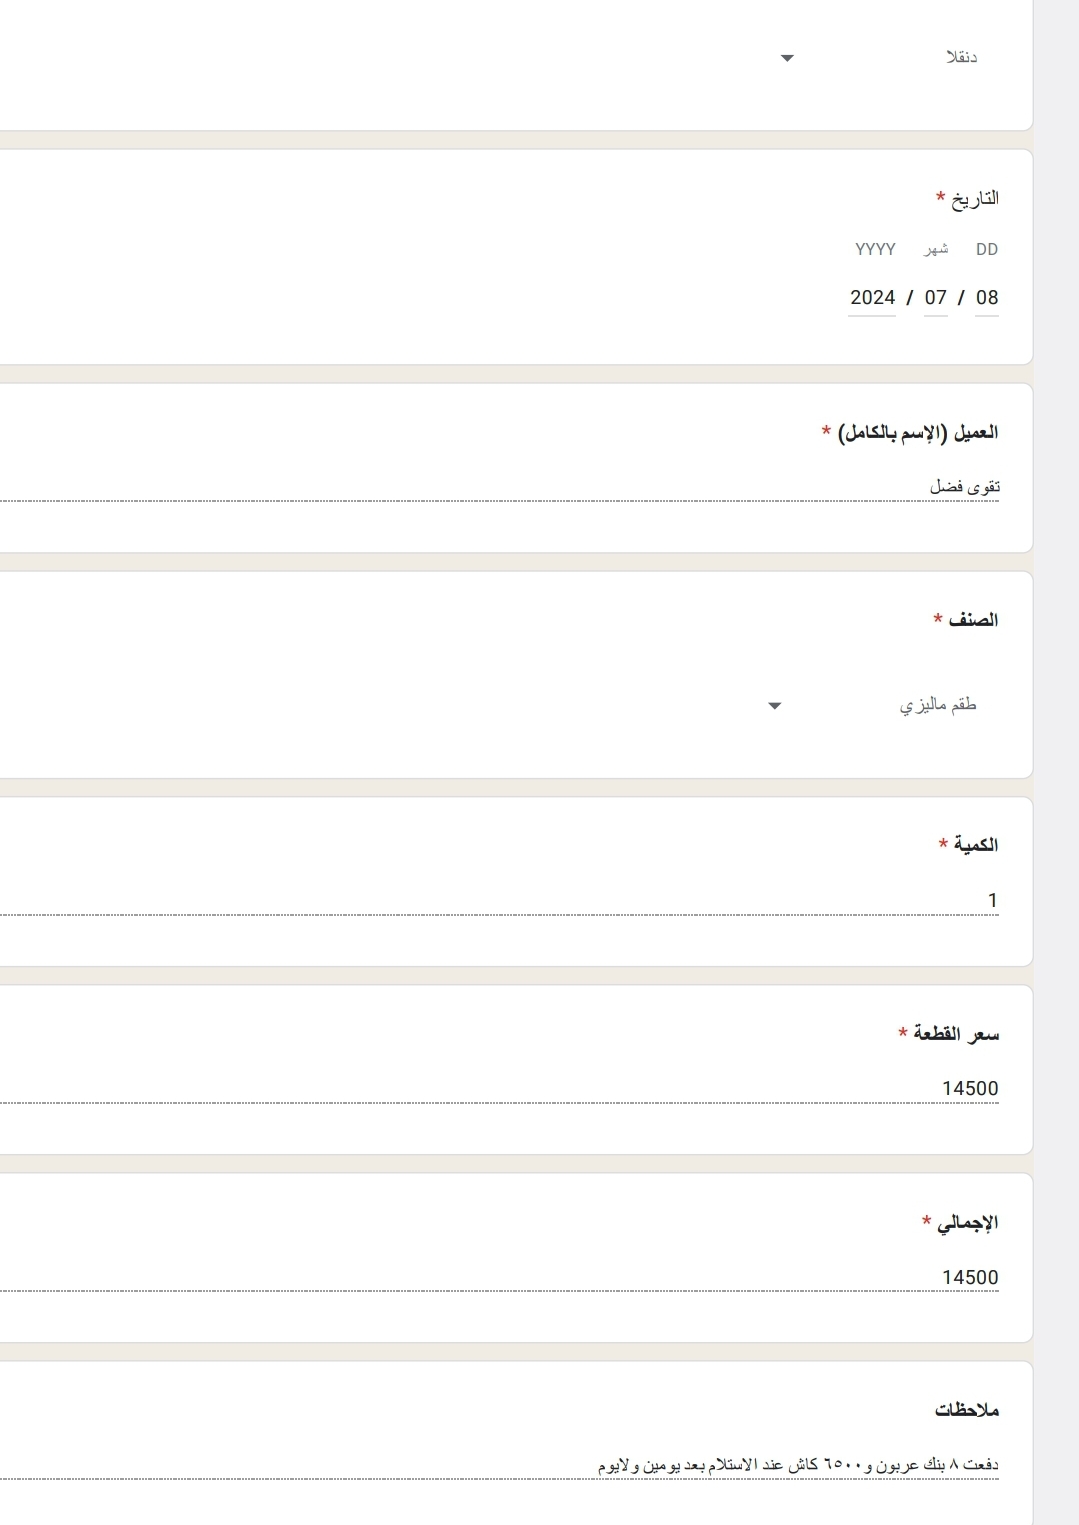 دنقلا
التاريخ *
DD شهر YYYY
08 / 07 / 2024
العميل (الإسم بالكامل) *
تقوى فضل
الصنف *
طقم ماليزي
الكمية *
1
سعر القطعة *
14500
الإجمالي *
14500
ملاحظات
دفعت ٨ بنك عربون و٦٥٠٠ كاش عند الاستلام بعد يومين ولايوم